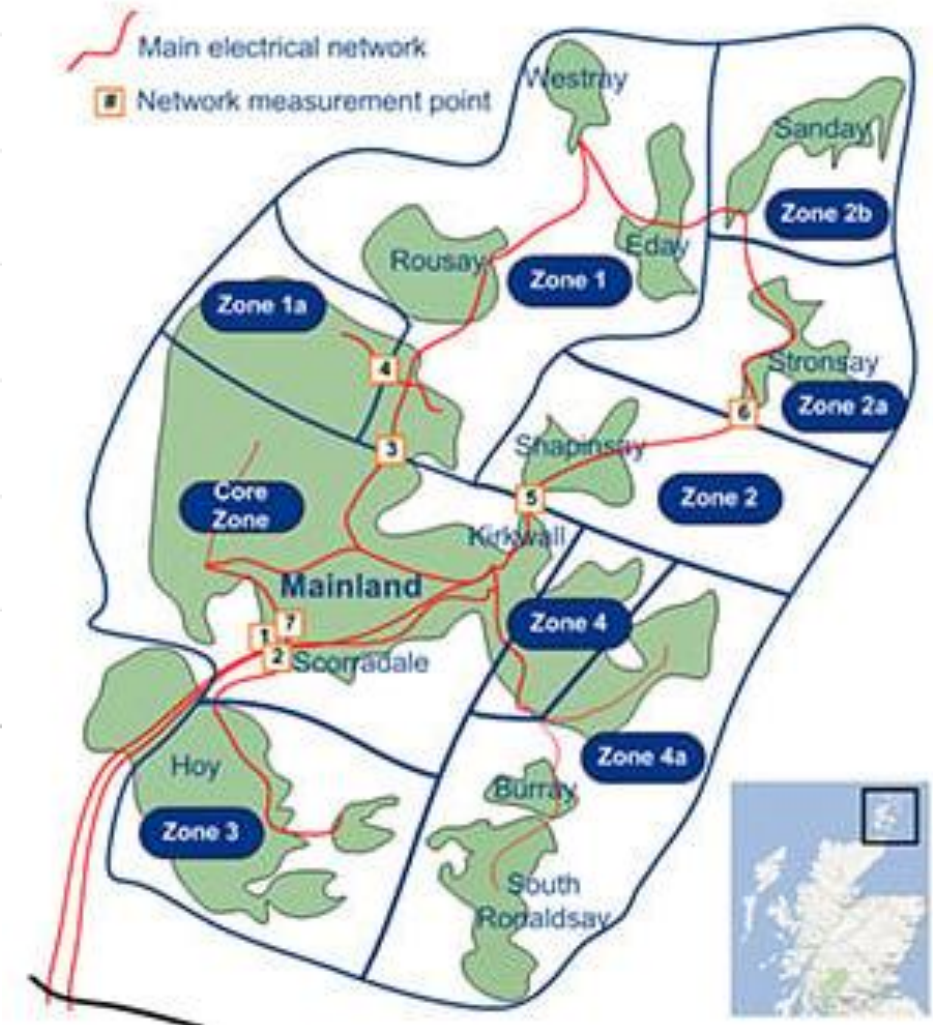 Main electrical network
# Network measurement point
Westray
Sanday
Zone 2b
Rousay
Eday
Zone 1
Zone 1a
4
Stronsay
Zone 2a
6
3
Shapinsay
5
Zone 2
Core
Zone
Kirkwall
Mainland
7
1
2
Scorradale
Zone 4
Zone 4a
Hoy
Burray
Zone 3
South
Ronaldsay